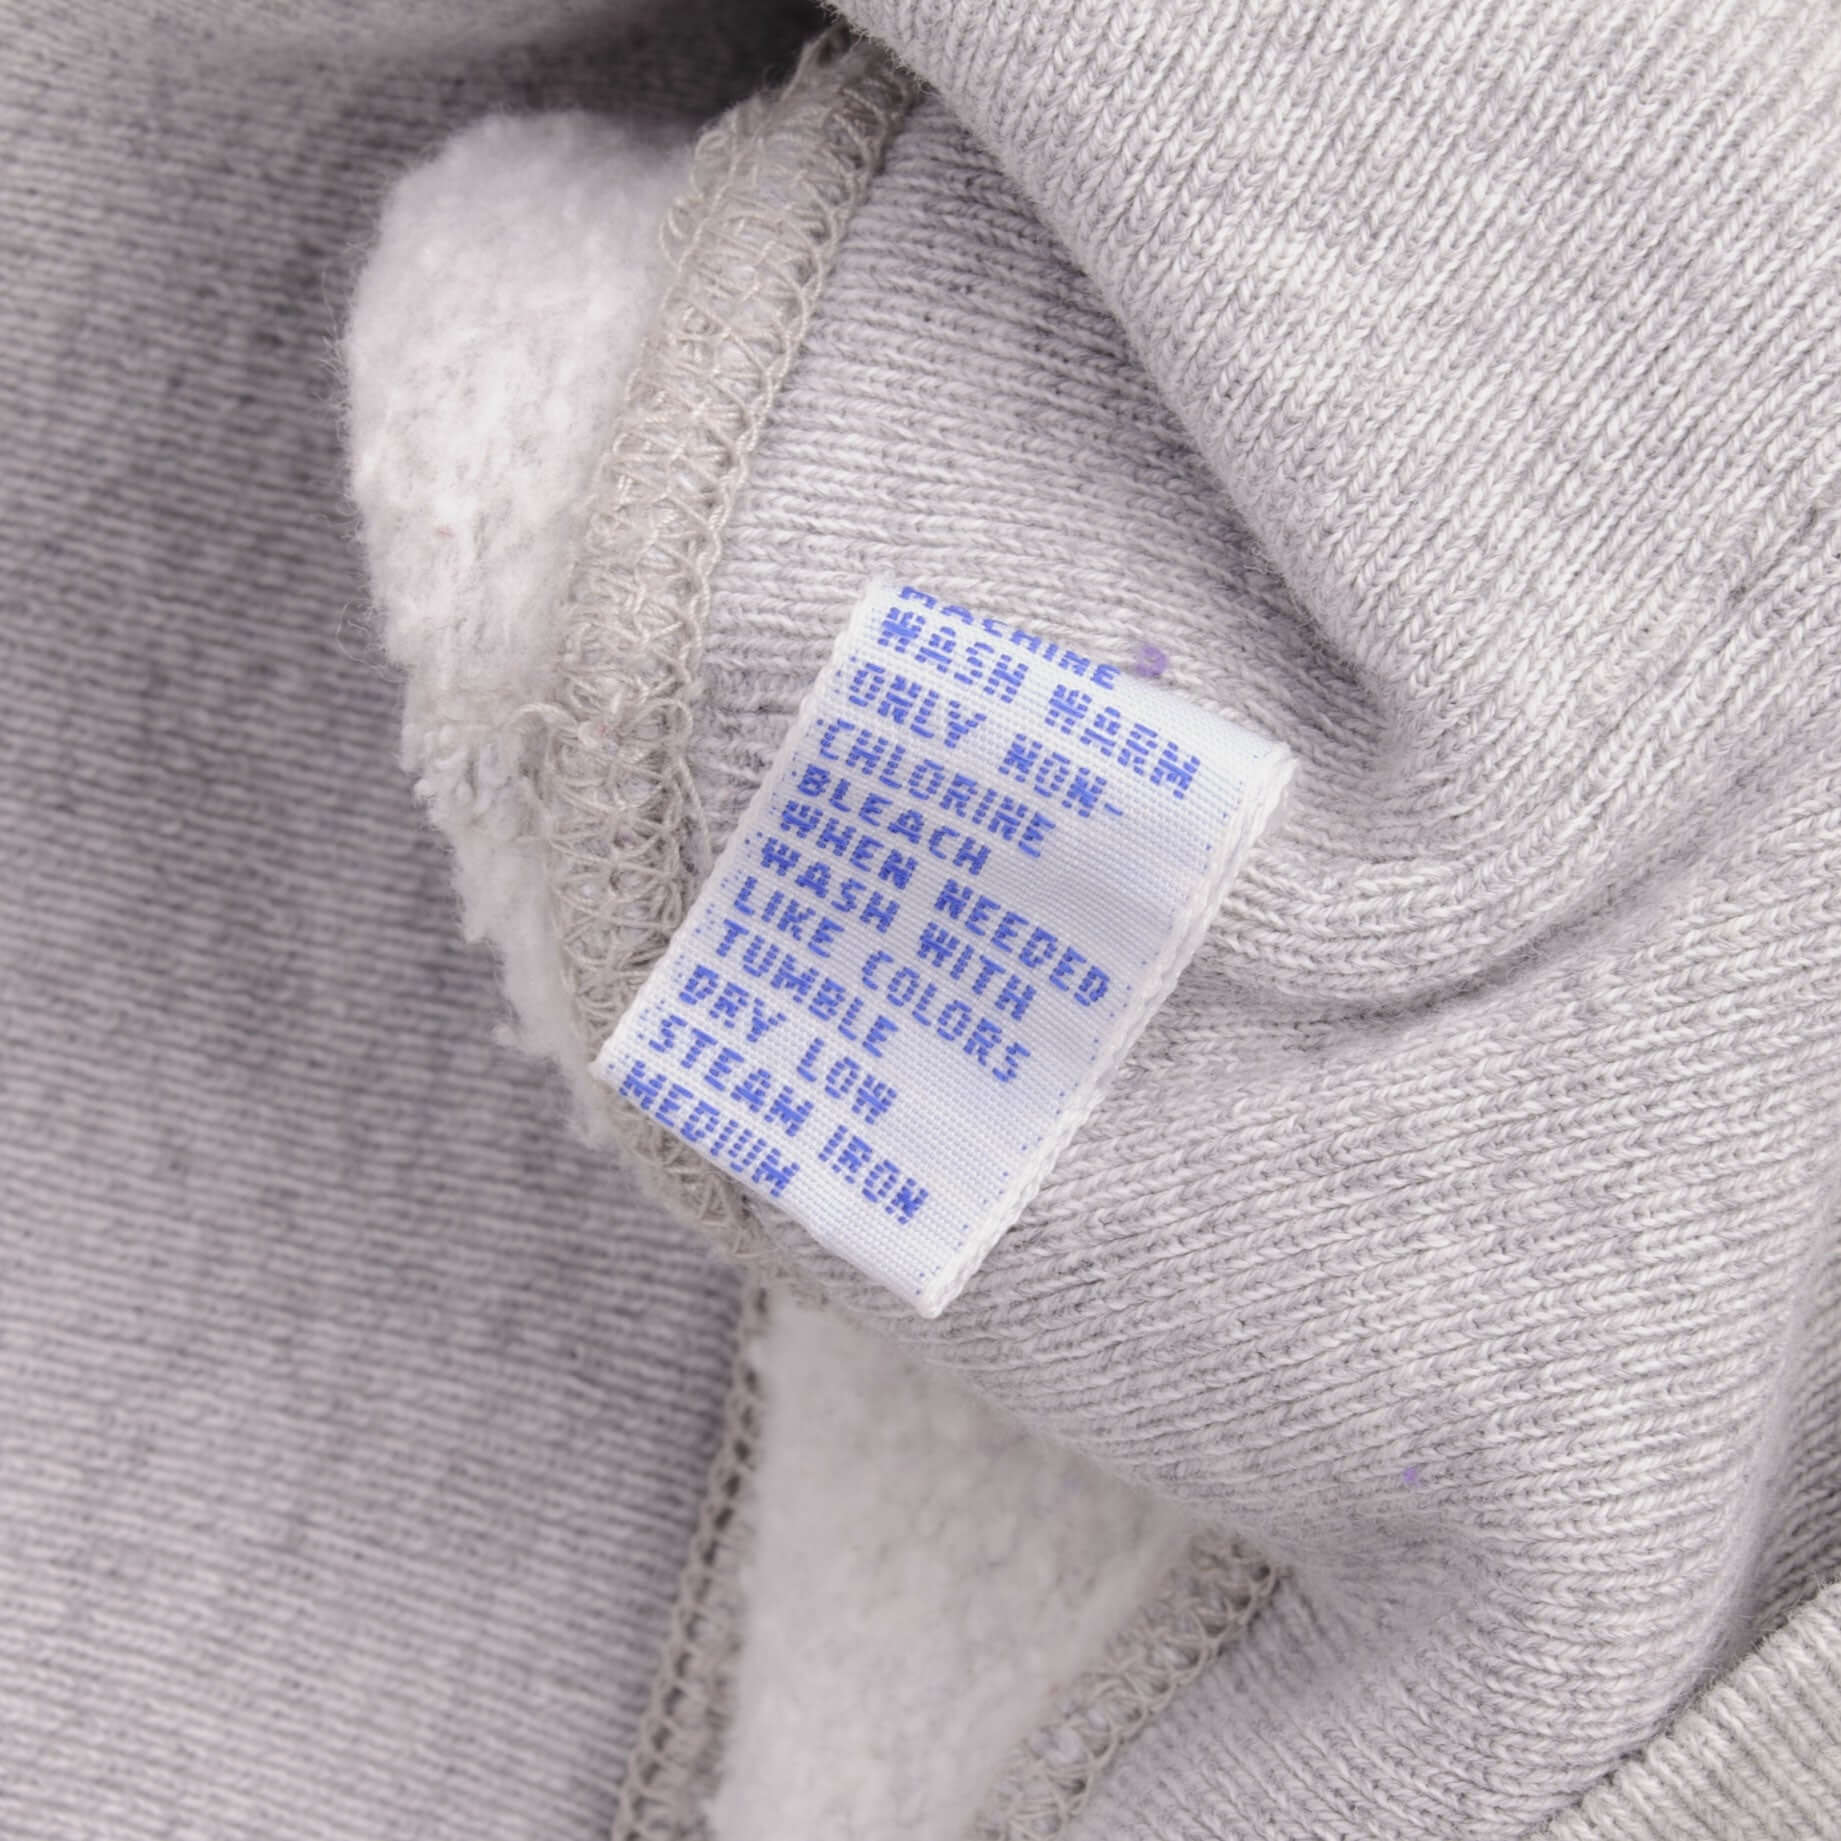 MACHINE
WASH WARM
ONLY NON-
CHLORINE
BLEACH
WHEN NEEDED
WASH WITH
LIKE COLORS
TUMBLE
DRY LOW
STEAM IRON
MEDIUM